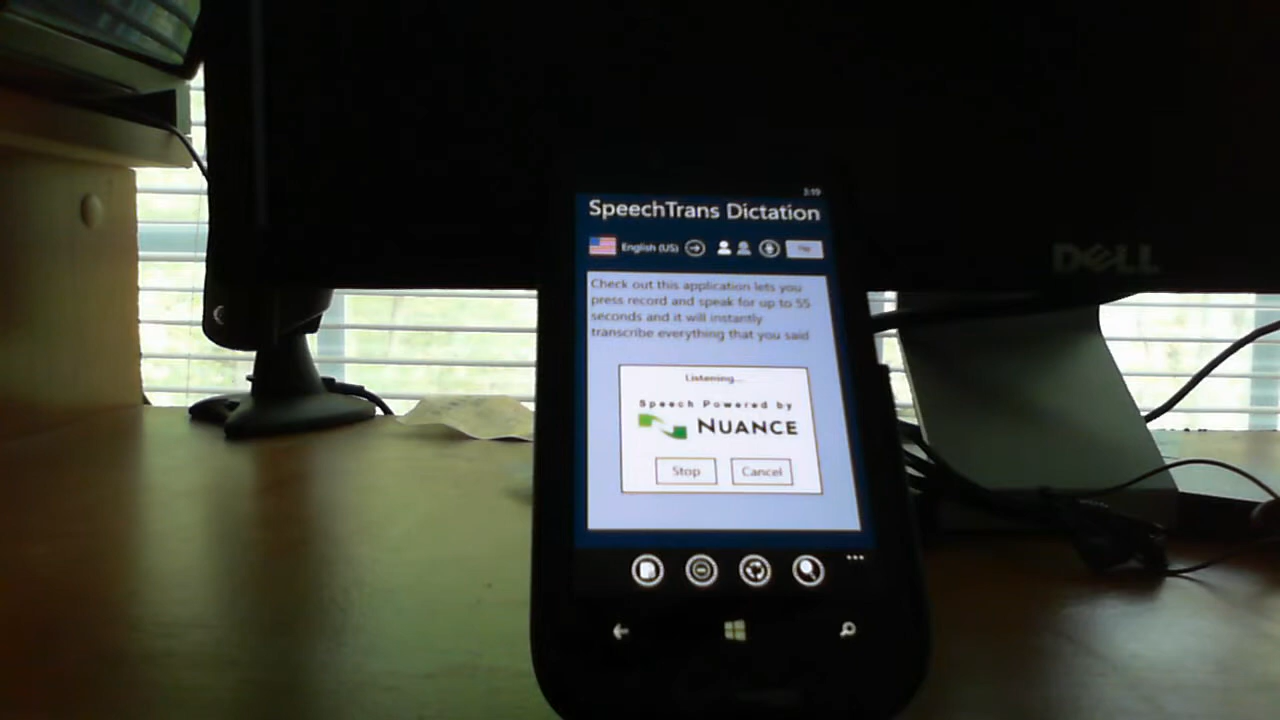 3:19
SpeechTrans Dictation
English (US)
Check out this application lets you
press record and speak for up to 55
seconds and it will instantly
transcribe everything that you said
Listening...
Speech Powered by
NUANCE
Stop Cancel
DELL